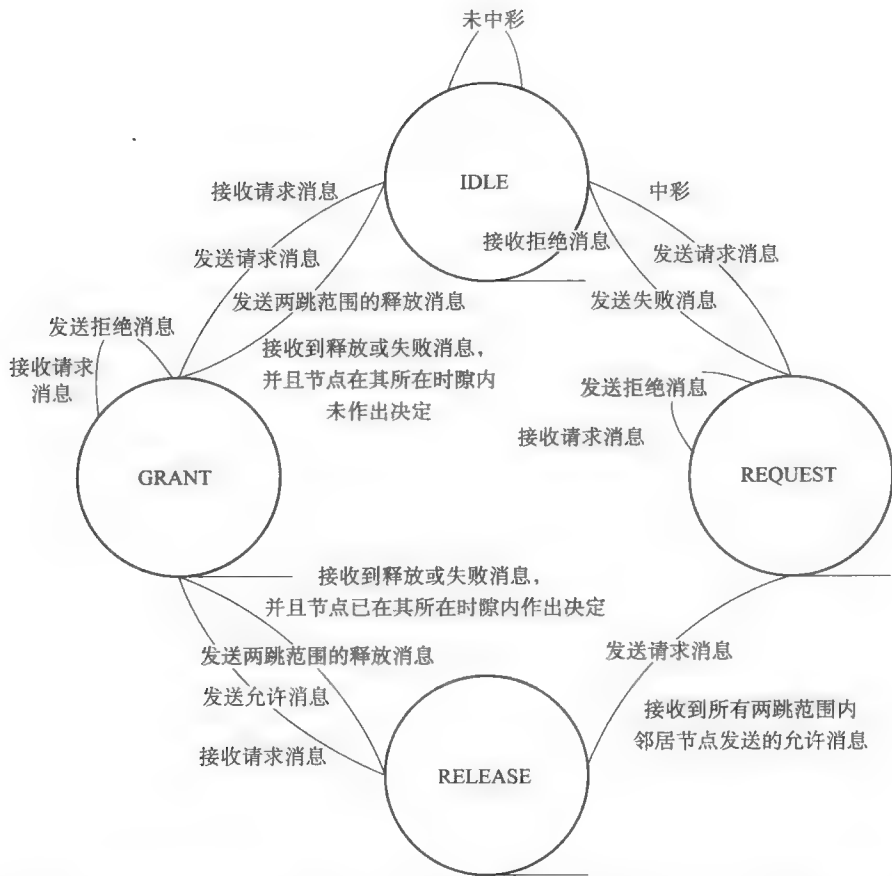 未中彩
IDLE
接收请求消息
中彩
接收拒绝消息
发送请求消息
发送请求消息
发送两跳范围的释放消息
发送失败消息
发送拒绝消息
接收请求
消息
接收到释放或失败消息，
并且节点在其所在时隙内
未作出决定
发送拒绝消息
接收请求消息
GRANT
REQUEST
接收到释放或失败消息，
并且节点已在其所在时隙内作出决定
发送两跳范围的释放消息
发送请求消息
发送允许消息
接收请求消息
接收到所有两跳范围内
邻居节点发送的允许消息
RELEASE